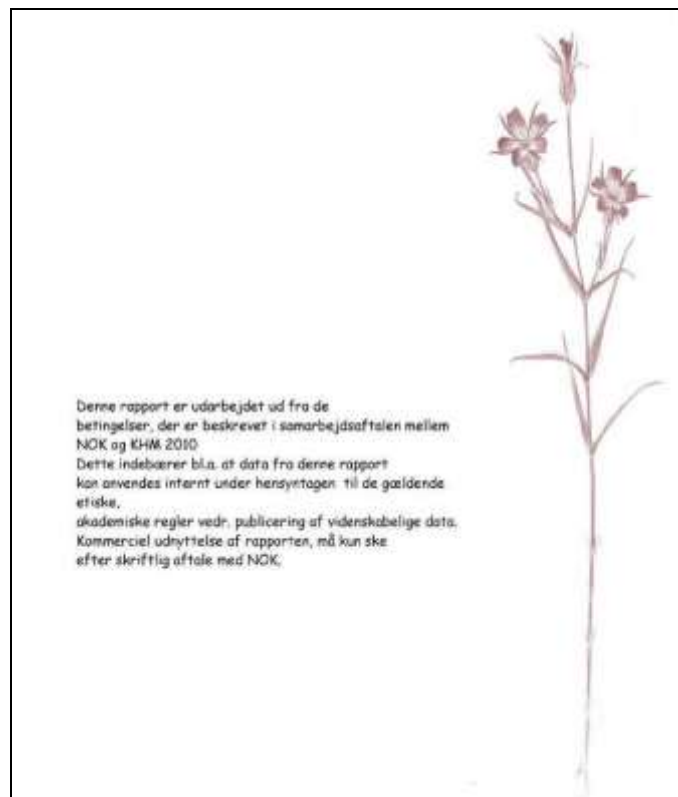 Denne rapport er udarbejdet ud fra de
betingelser, der er beskrevet i samarbejdsaftalen mellem
NOK og KHM 2010
Dette indebærer bl.a. at data fra denne rapport
kan anvendes internt under hensyntagen til de gældende
etiske,
akademiske regler vedr. publicering af videnskabelige data.
Kommerciel udnyttelse af rapporten, må kun ske
efter skriftlig aftale med NOK.